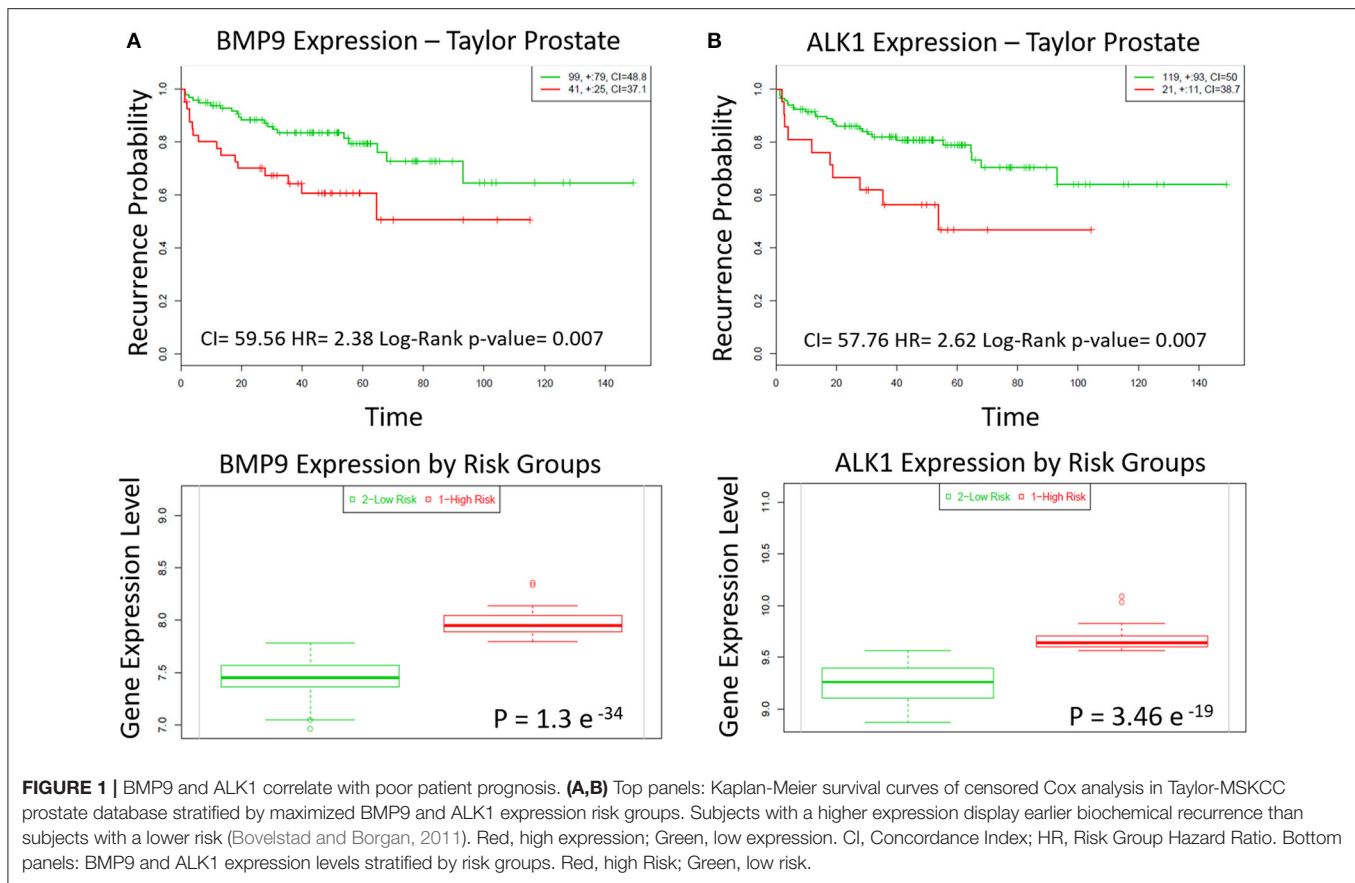 A
BMP9 Expression – Taylor Prostate
99, +:79, CI=48.8
41, +:25, CI=37.1
Recurrence Probability
1.0
0.8
0.6
0.4
0.2
0.0
CI= 59.56 HR= 2.38 Log-Rank p-value= 0.007
0 20 40 60 80 100 120 140
Time
B
ALK1 Expression – Taylor Prostate
119, +:93, CI=50
21, +:11, CI=38.7
Recurrence Probability
1.0
0.8
0.6
0.4
0.2
0.0
CI= 57.76 HR= 2.62 Log-Rank p-value= 0.007
0 20 40 60 80 100 120 140
Time
BMP9 Expression by Risk Groups
2−Low Risk 1−High Risk
Gene Expression Level
9.0
8.5
8.0
7.5
7.0
P = 1.3 e -34
ALK1 Expression by Risk Groups
2−Low Risk 1−High Risk
Gene Expression Level
11.0
10.5
10.0
9.5
9.0
P = 3.46 e -19
FIGURE 1 | BMP9 and ALK1 correlate with poor patient prognosis. (A,B) Top panels: Kaplan-Meier survival curves of censored Cox analysis in Taylor-MSKCC
prostate database stratified by maximized BMP9 and ALK1 expression risk groups. Subjects with a higher expression display earlier biochemical recurrence than
subjects with a lower risk (Bovelstad and Borgan, 2011). Red, high expression; Green, low expression. CI, Concordance Index; HR, Risk Group Hazard Ratio. Bottom
panels: BMP9 and ALK1 expression levels stratified by risk groups. Red, high Risk; Green, low risk.